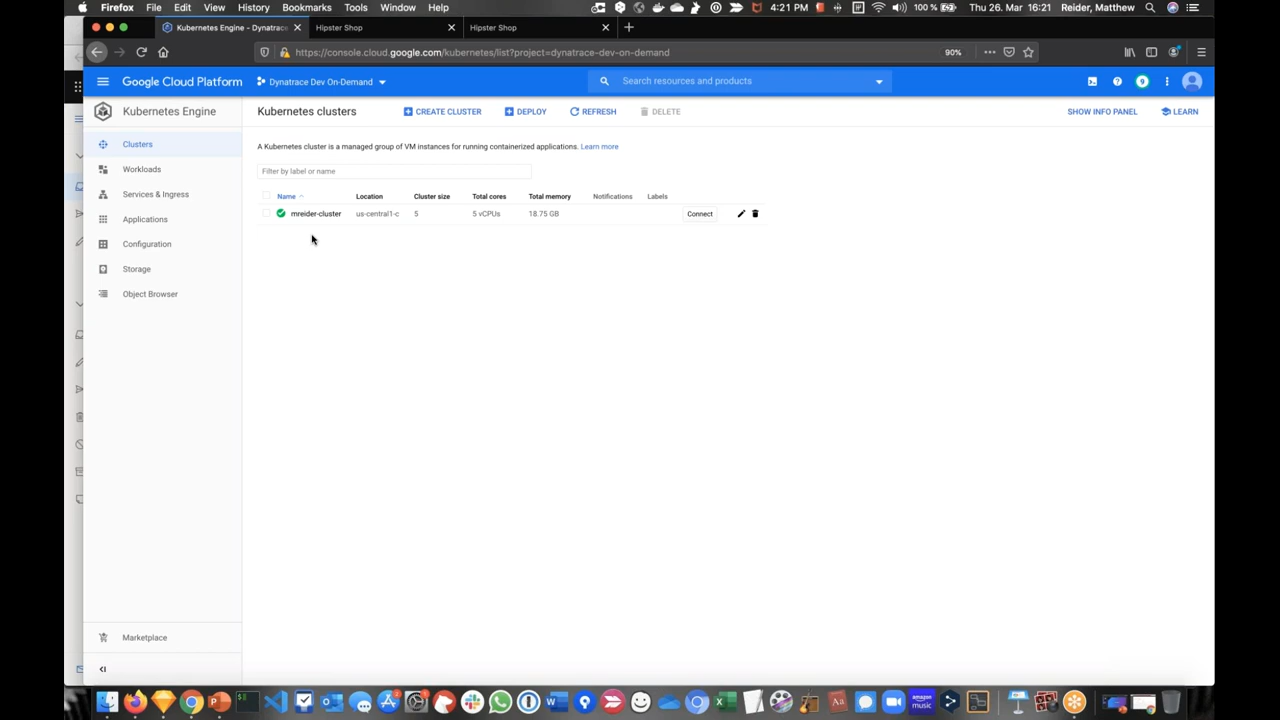 Firefox File Edit View History Bookmarks Tools Window Help 4:21 PM 100 % Thu 26. Mar 16:21 Reider, Matthew
Kubernetes Engine - Dynatrace Hipster Shop Hipster Shop
https://console.cloud.google.com/kubernetes/list?project=dynatrace-dev-on-demand 90%
Google Cloud Platform Dynatrace Dev On-Demand Search resources and products 9
Kubernetes Engine Kubernetes clusters CREATE CLUSTER DEPLOY REFRESH DELETE SHOW INFO PANEL LEARN
Clusters
Workloads
Services & Ingress
Applications
Configuration
Storage
Object Browser
A Kubernetes cluster is a managed group of VM instances for running containerized applications. Learn more
Filter by label or name
Name Location Cluster size Total cores Total memory Notifications Labels
mreider-cluster us-central1-c 5 5 vCPUs 18.75 GB Connect
Marketplace
amazon music